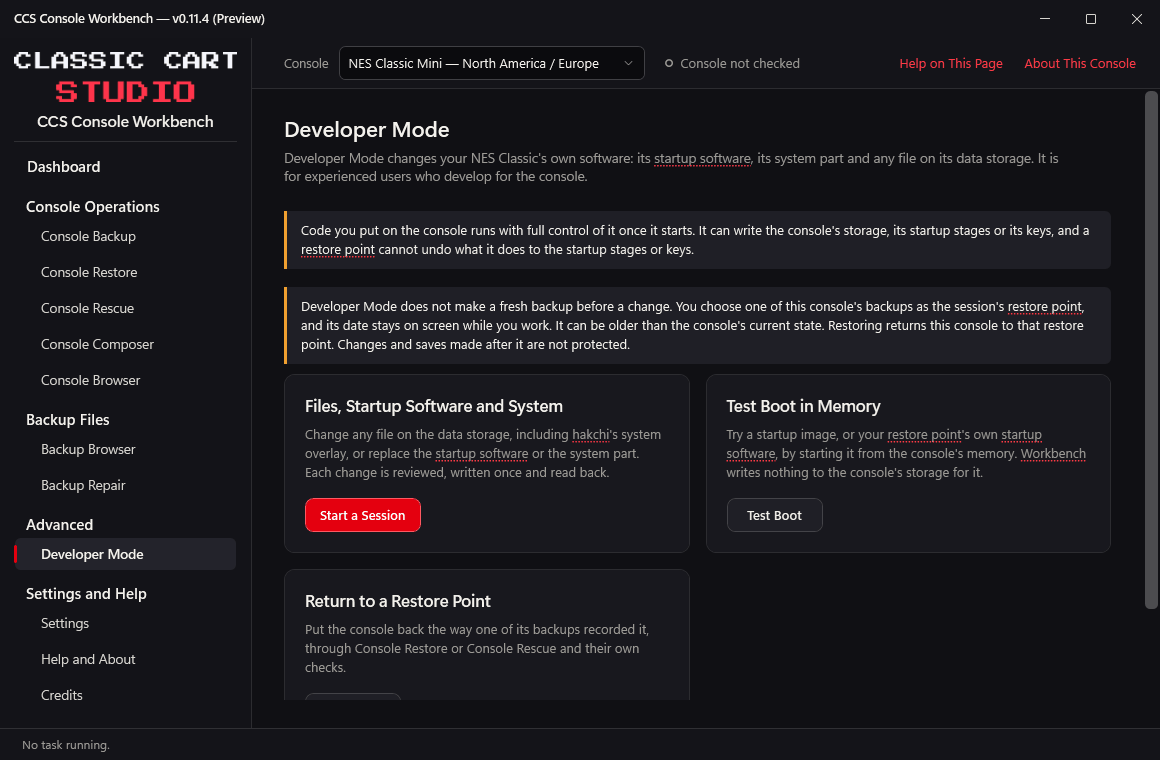 CCS Console Workbench — v0.11.4 (Preview)
CLASSIC CART
STUDIO
CCS Console Workbench
Dashboard
Console Operations
Console Backup
Console Restore
Console Rescue
Console Composer
Console Browser
Backup Files
Backup Browser
Backup Repair
Advanced
Developer Mode
Settings and Help
Settings
Help and About
Credits
Console
NES Classic Mini — North America / Europe
Console not checked
Help on This Page
About This Console
Developer Mode
Developer Mode changes your NES Classic's own software: its startup software, its system part and any file on its data storage. It is
for experienced users who develop for the console.
Code you put on the console runs with full control of it once it starts. It can write the console's storage, its startup stages or its keys, and a
restore point cannot undo what it does to the startup stages or keys.
Developer Mode does not make a fresh backup before a change. You choose one of this console's backups as the session's restore point,
and its date stays on screen while you work. It can be older than the console's current state. Restoring returns this console to that restore
point. Changes and saves made after it are not protected.
Files, Startup Software and System
Change any file on the data storage, including hakchi's system
overlay, or replace the startup software or the system part.
Each change is reviewed, written once and read back.
Start a Session
Test Boot in Memory
Try a startup image, or your restore point's own startup
software, by starting it from the console's memory. Workbench
writes nothing to the console's storage for it.
Test Boot
Return to a Restore Point
Put the console back the way one of its backups recorded it,
through Console Restore or Console Rescue and their own
checks.
No task running.